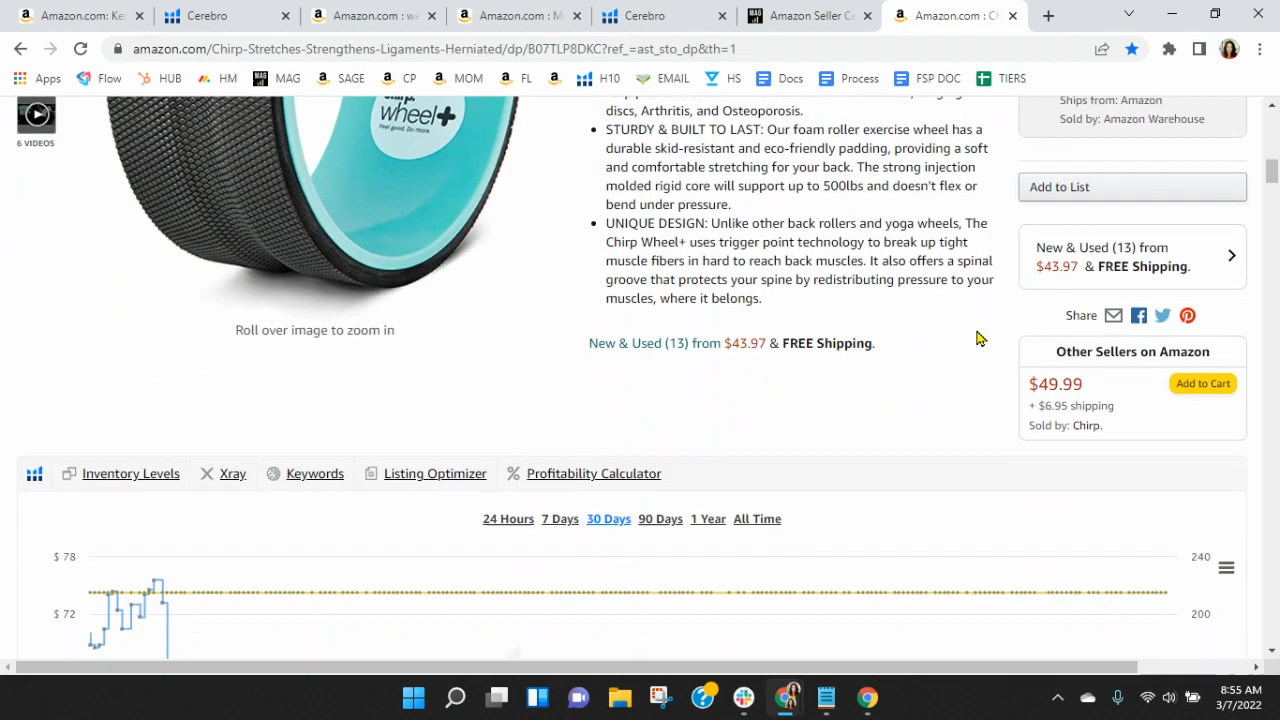 Amazon.com: Ke
Cerebro
Amazon.com : we
Amazon.com : M
Cerebro
MAG
Amazon Seller Ce
Amazon.com : Ch
amazon.com/Chirp-Stretches-Strengthens-Ligaments-Herniated/dp/B07TLP8DKC?ref_=ast_sto_dp&th=1
Apps
Flow
HUB
HM
MAG
MAG
SAGE
CP
MOM
FL
H10
EMAIL
HS
Docs
Process
FSP DOC
TIERS
6 VIDEOS
wheel+
Feel good. Do more.
Roll over image to zoom in
discs, Arthritis, and Osteoporosis.
STURDY & BUILT TO LAST: Our foam roller exercise wheel has a
durable skid-resistant and eco-friendly padding, providing a soft
and comfortable stretching for your back. The strong injection
molded rigid core will support up to 500lbs and doesn't flex or
bend under pressure.
UNIQUE DESIGN: Unlike other back rollers and yoga wheels, The
Chirp Wheel+ uses trigger point technology to break up tight
muscle fibers in hard to reach back muscles. It also offers a spinal
groove that protects your spine by redistributing pressure to your
muscles, where it belongs.
New & Used (13) from $43.97 & FREE Shipping.
Ships from: Amazon
Sold by: Amazon Warehouse
Add to List
New & Used (13) from
$43.97 & FREE Shipping.
Share
Other Sellers on Amazon
$49.99
Add to Cart
+ $6.95 shipping
Sold by: Chirp.
Inventory Levels
Xray
Keywords
Listing Optimizer
Profitability Calculator
24 Hours 7 Days 30 Days 90 Days 1 Year All Time
$ 78
240
$ 72
200
8:55 AM
3/7/2022